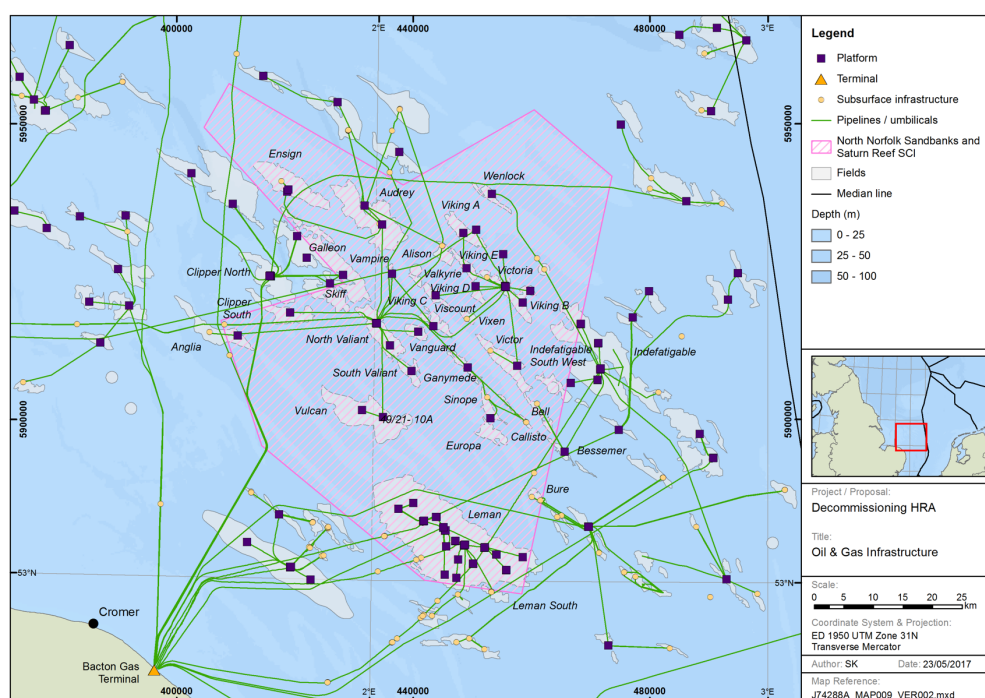 400000
2°E
440000
480000
3°E
5950000
5950000
Ensign
Wenlock
Audrey
Viking A
Galleon
Alison
Viking E
Clipper North
Vampire
Valkyrie
Victoria
Skiff
Viking D
Clipper
South
Viking C
Viscount
Viking B
Vixen
North Valiant
Victor
Anglia
Vanguard
Indefatigable
South West
Indefatigable
South Valiant
Ganymede
Vulcan
Sinope
49/21- 10A
Bell
5900000
5900000
Callisto
Europa
Bessemer
Bure
Leman
53°N
53°N
Leman South
Cromer
Bacton Gas
Terminal
400000
2°E
440000
480000
Legend
Platform
Terminal
Subsurface infrastructure
Pipelines / umbilicals
North Norfolk Sandbanks and
Saturn Reef SCI
Fields
Median line
Depth (m)
0 - 25
25 - 50
50 - 100
Project / Proposal:
Decommissioning HRA
Title:
Oil & Gas Infrastructure
Scale:
0 5 10 15 20 25
km
Coordinate System & Projection:
ED 1950 UTM Zone 31N
Transverse Mercator
Author: SK Date: 23/05/2017
Map Reference:
J74288A_MAP009_VER002.mxd